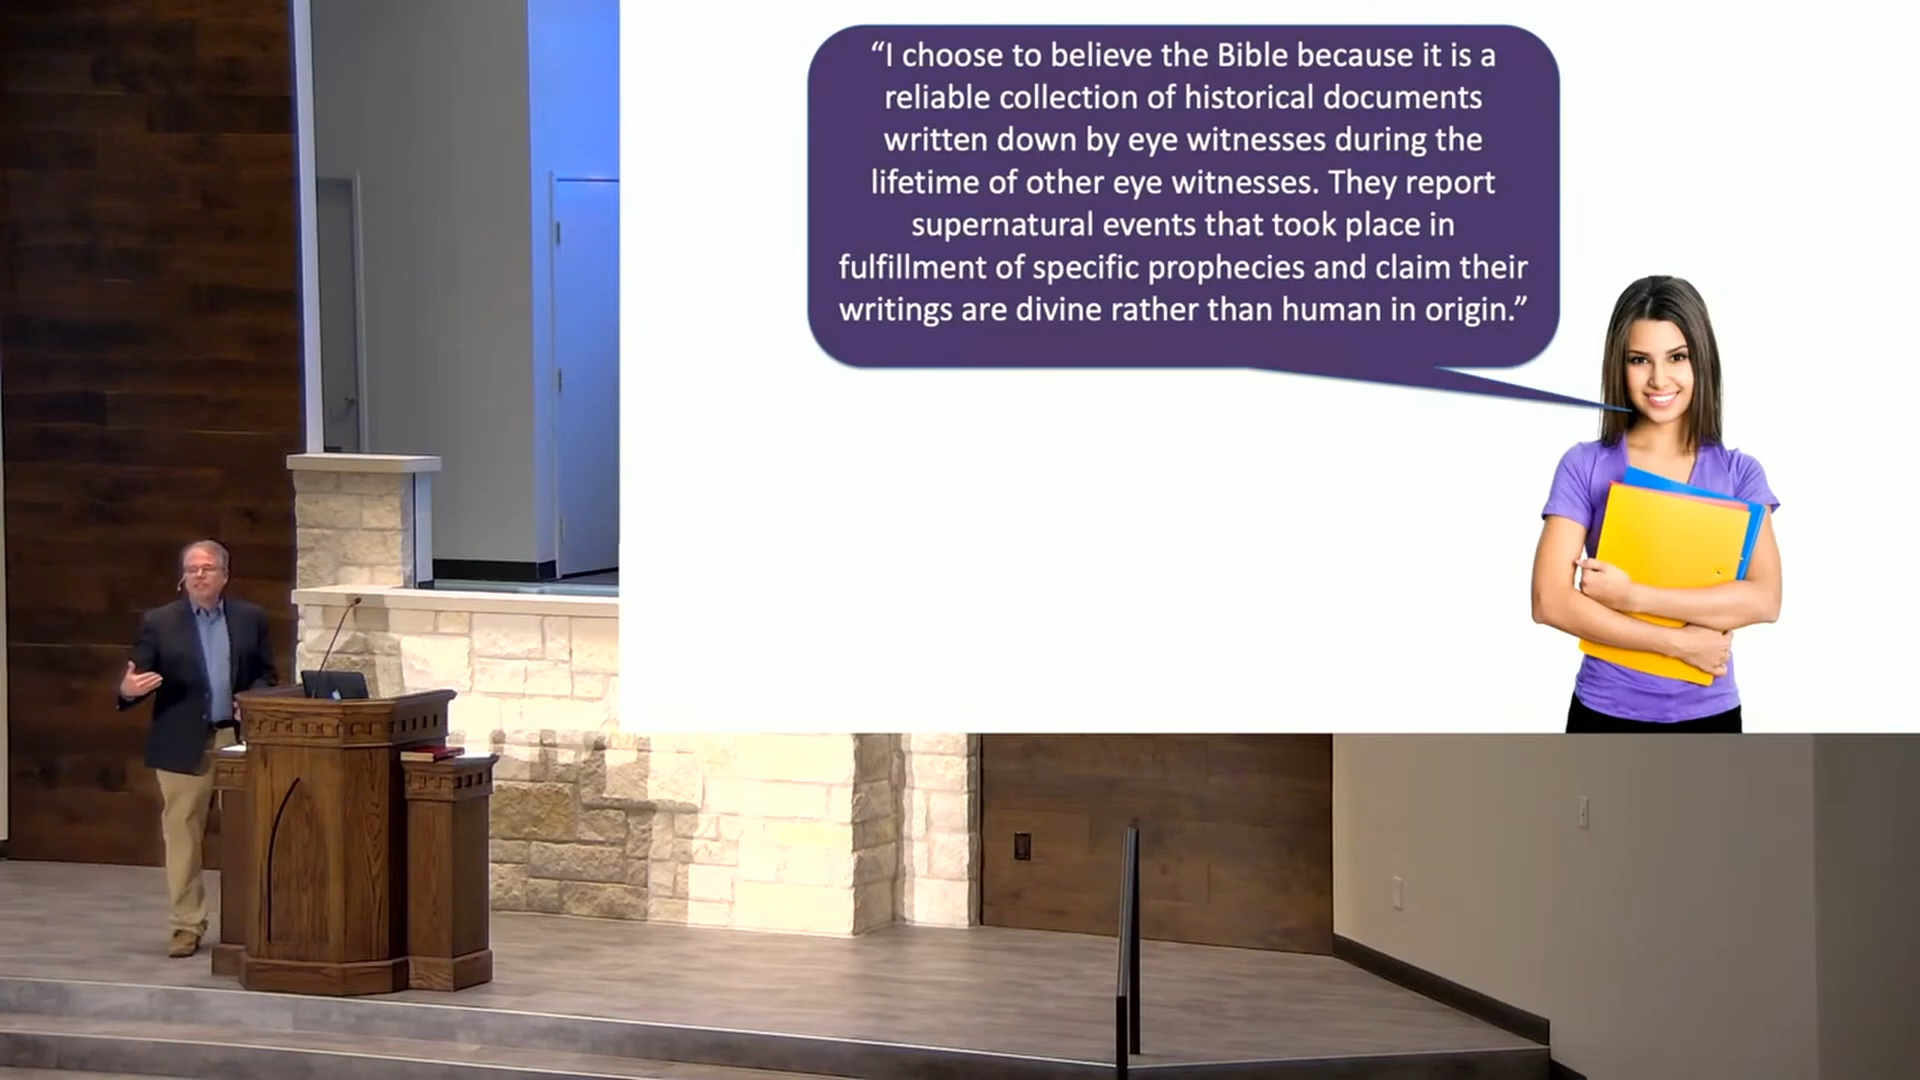 “I choose to believe the Bible because it is a
reliable collection of historical documents
written down by eye witnesses during the
lifetime of other eye witnesses. They report
supernatural events that took place in
fulfillment of specific prophecies and claim their
writings are divine rather than human in origin.”